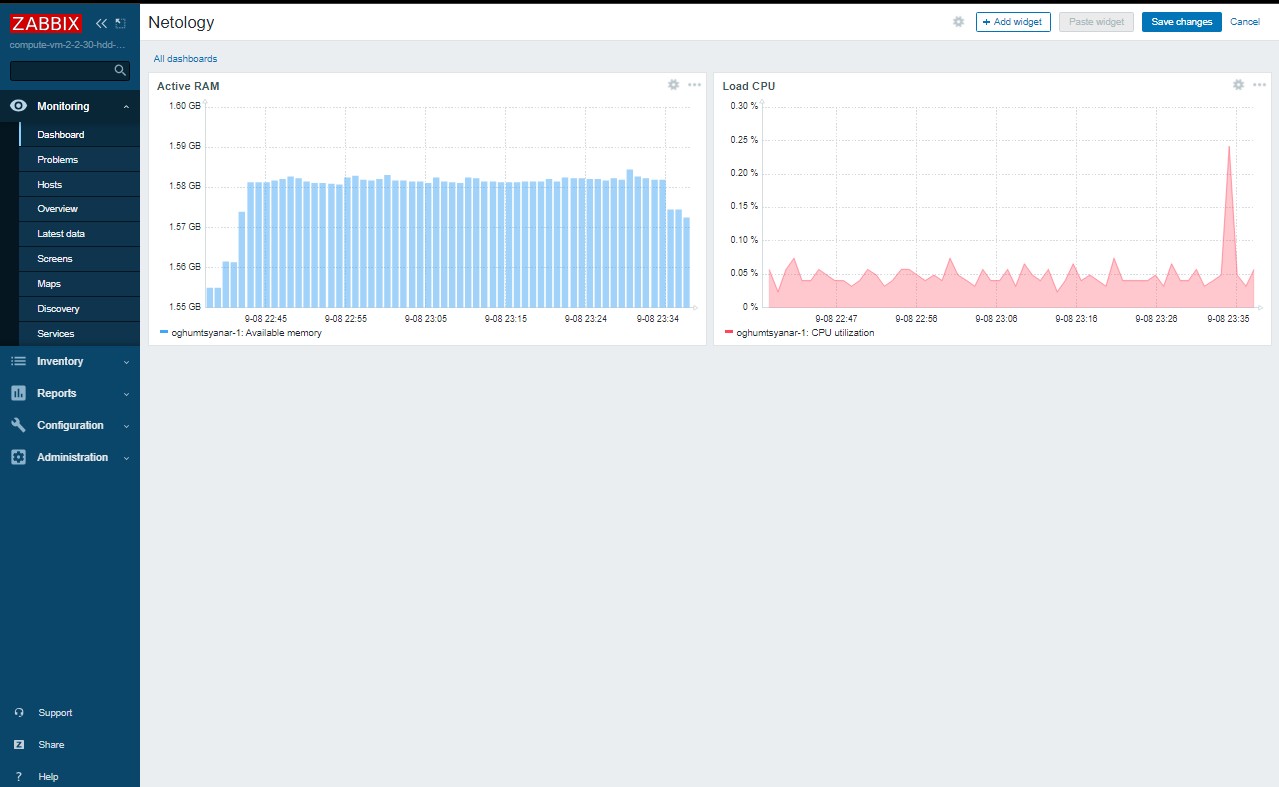 ZABBIX
compute-vm-2-2-30-hdd-...
Monitoring
Dashboard
Problems
Hosts
Overview
Latest data
Screens
Maps
Discovery
Services
Inventory
Reports
Configuration
Administration
Support
Z Share
? Help
Netology
+ Add widget
Paste widget
Save changes
Cancel
All dashboards
Active RAM
1.60 GB
1.59 GB
1.58 GB
1.57 GB
1.56 GB
1.55 GB
9-08 22:45 9-08 22:55 9-08 23:05 9-08 23:15 9-08 23:24 9-08 23:34
oghumtsyanar-1: Available memory
Load CPU
0.30 %
0.25 %
0.20 %
0.15 %
0.10 %
0.05 %
0 %
9-08 22:47 9-08 22:56 9-08 23:06 9-08 23:16 9-08 23:26 9-08 23:35
oghumtsyanar-1: CPU utilization